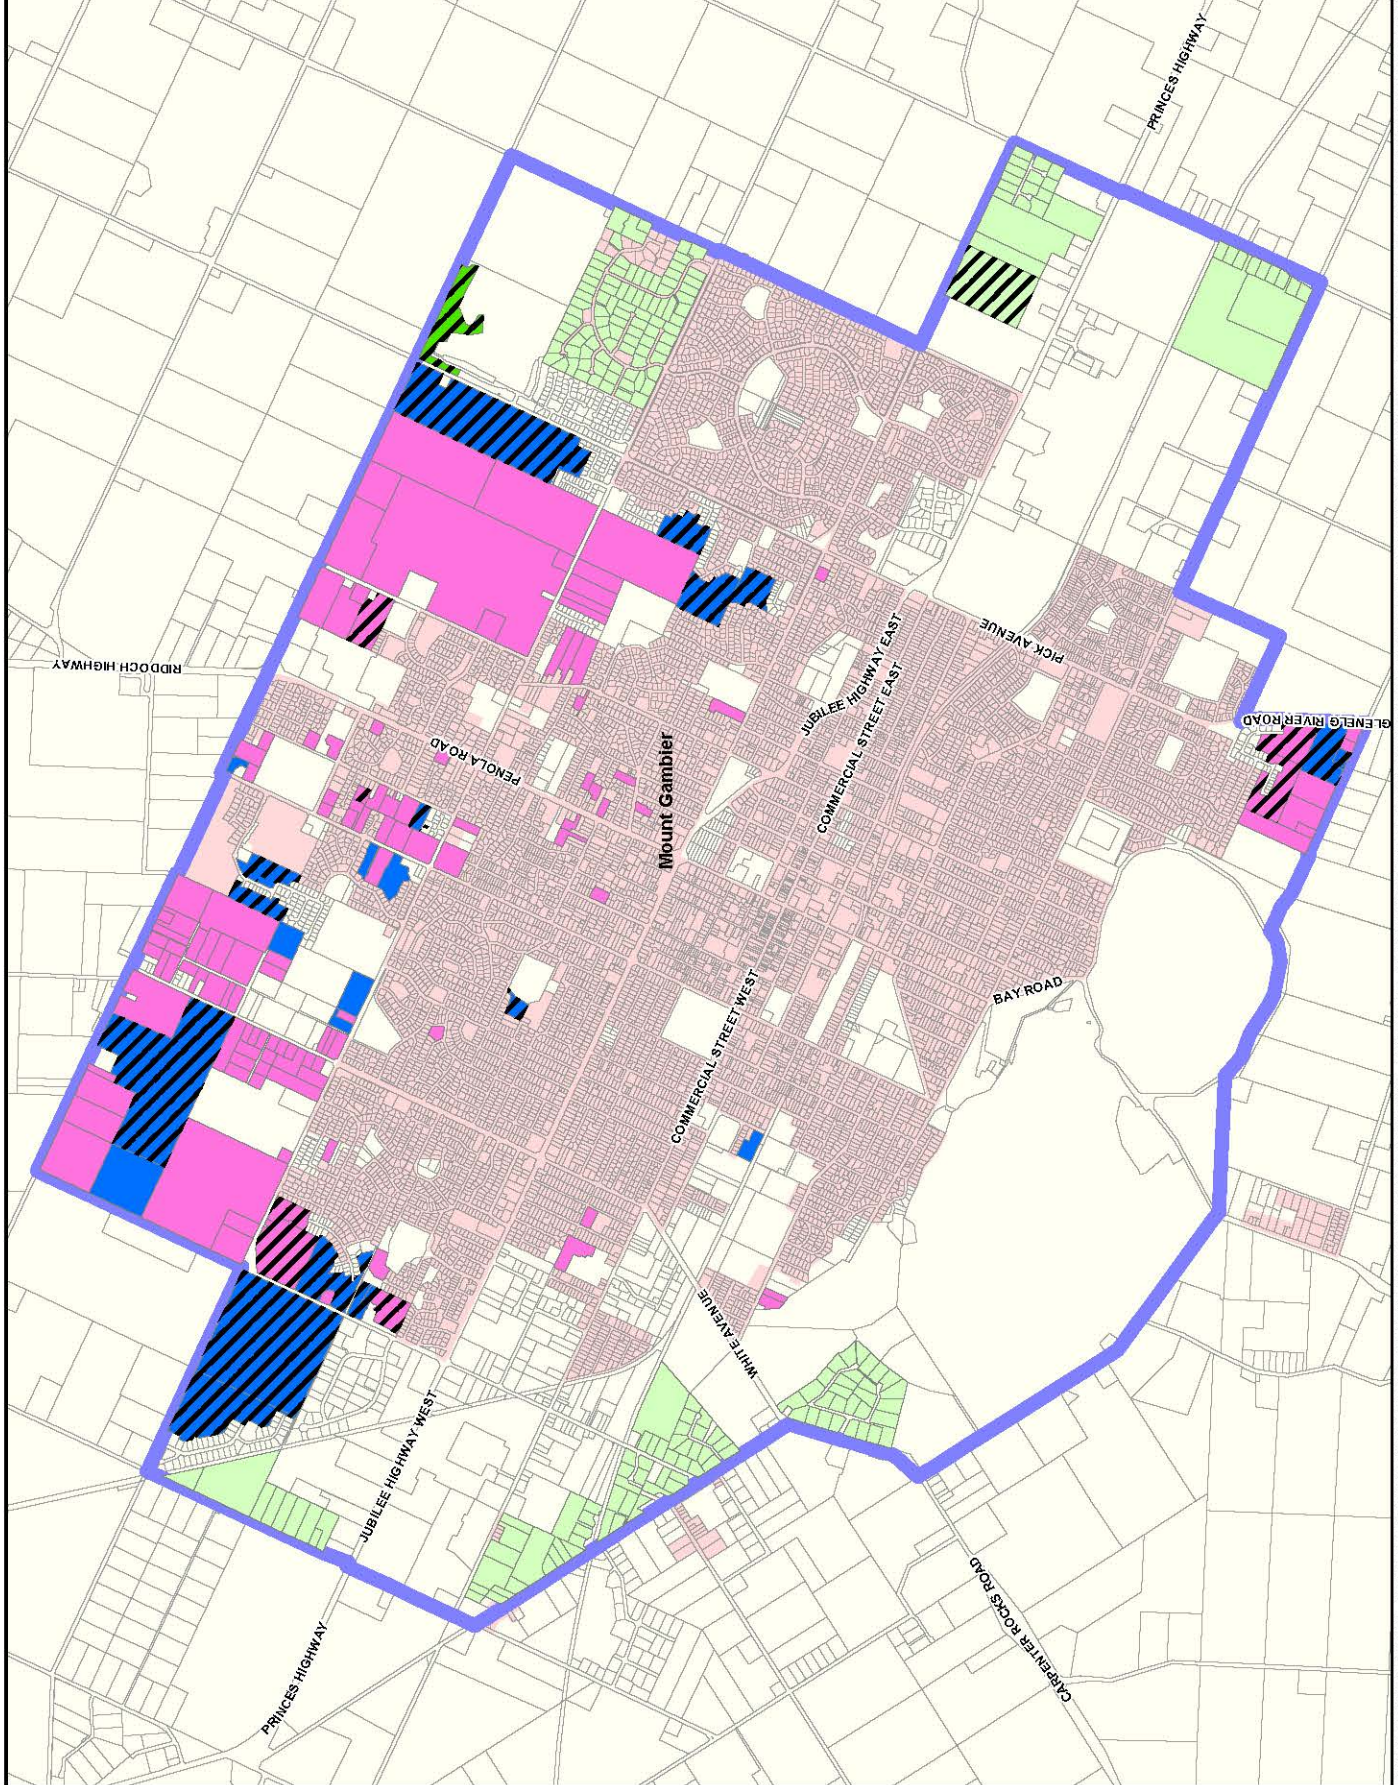 PRINCES HIGHWAY
RIDDOCH HIGHWAY
PICK AVENUE
JUBILEE HIGHWAY EAST
COMMERCIAL STREET EAST
GLENELG RIVER ROAD
PENOLA ROAD
Mount Gambier
BAY ROAD
COMMERCIAL STREET WEST
WHITE AVENUE
JUBILEE HIGHWAY WEST
PRINCES HIGHWAY
CARPENTER ROCKS ROAD